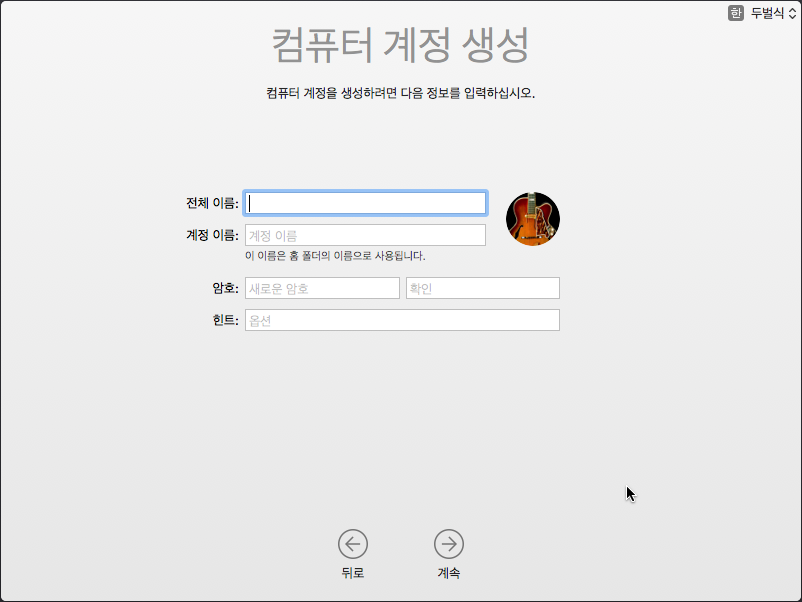 한 두벌식
컴퓨터 계정 생성
컴퓨터 계정을 생성하려면 다음 정보를 입력하십시오.
전체 이름:
계정 이름: 계정 이름
이 이름은 홈 폴더의 이름으로 사용됩니다.
암호: 새로운 암호 확인
힌트: 옵션
뒤로 계속